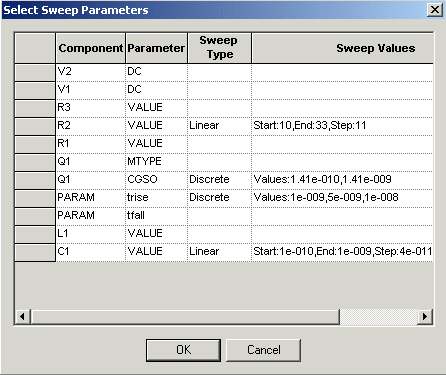 Select Sweep Parameters
Component Parameter Sweep Type Sweep Values
V2 DC
V1 DC
R3 VALUE
R2 VALUE Linear Start:10,End:33,Step:11
R1 VALUE
Q1 MTYPE
Q1 CGSO Discrete Values:1.41e-010,1.41e-009
PARAM trise Discrete Values:1e-009,5e-009,1e-008
PARAM tfall
L1 VALUE
C1 VALUE Linear Start:1e-010,End:1e-009,Step:4e-011
OK Cancel